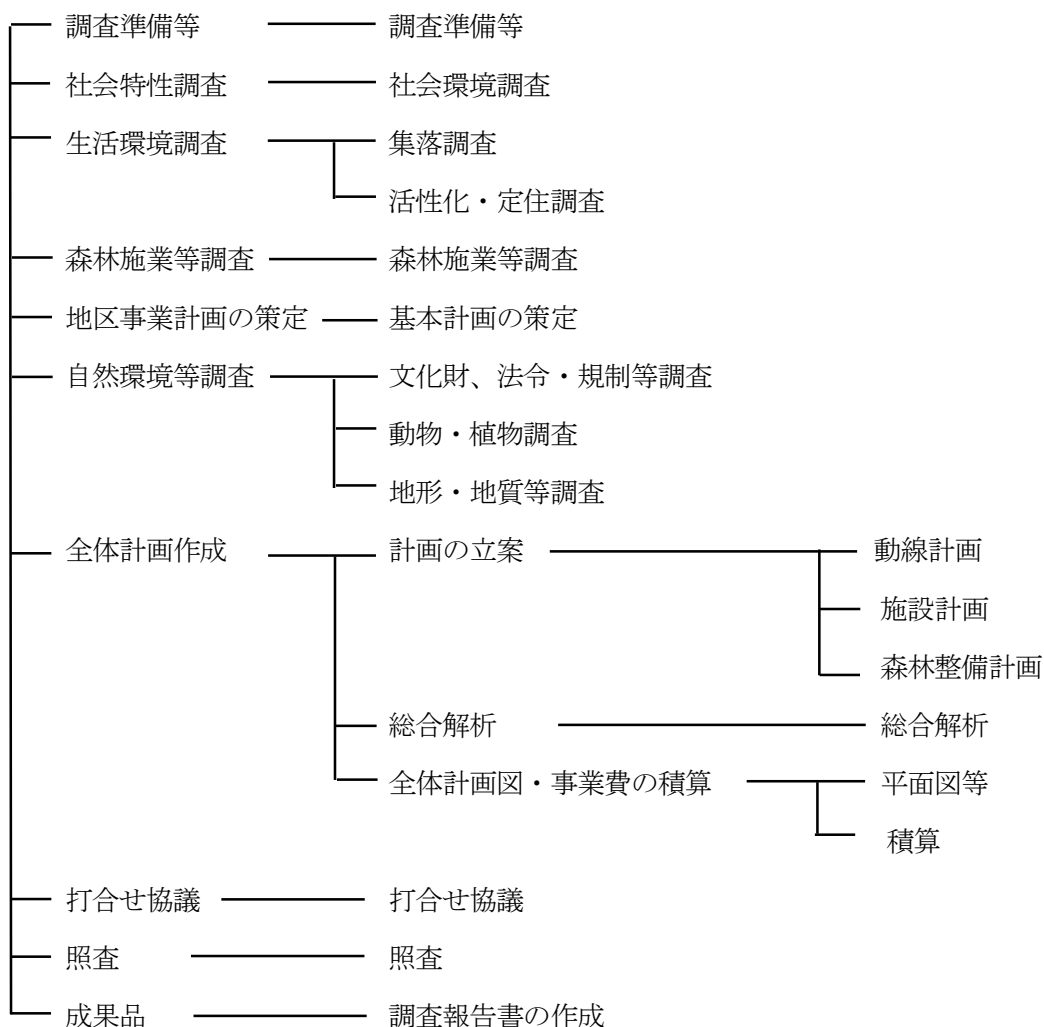 調査準備等 調査準備等
社会特性調査 社会環境調査
生活環境調査 集落調査
活性化・定住調査
森林施業等調査 森林施業等調査
地区事業計画の策定 基本計画の策定
自然環境等調査 文化財、法令・規制等調査
動物・植物調査
地形・地質等調査
全体計画作成 計画の立案 動線計画
施設計画
森林整備計画
総合解析 総合解析
全体計画図・事業費の積算 平面図等
積算
打合せ協議 打合せ協議
照査 照査
成果品 調査報告書の作成